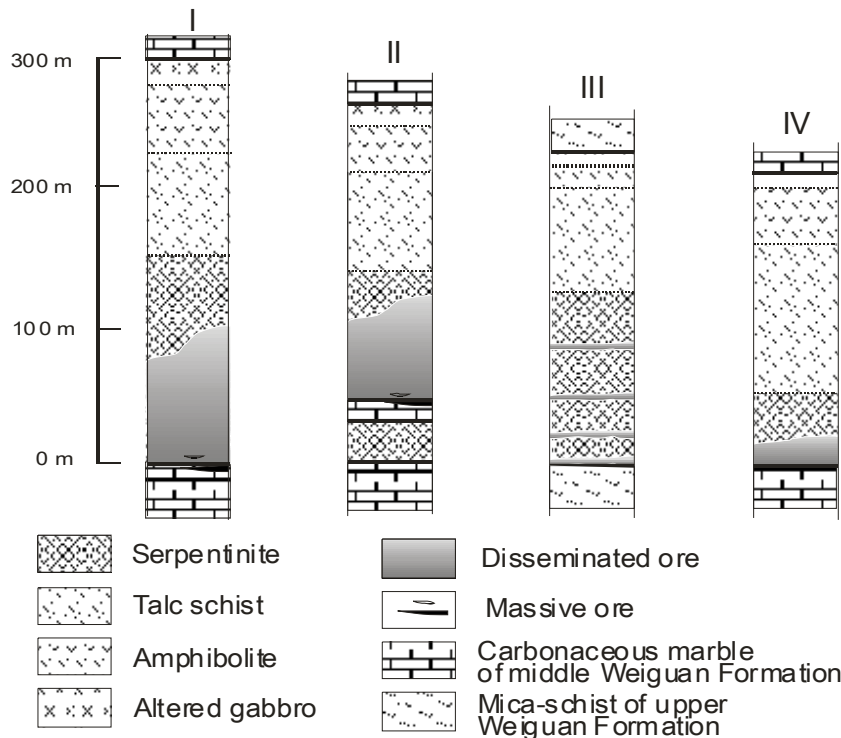 I
II
III
IV
300 m
200 m
100 m
0 m
Serpentinite
Talc schist
Amphibolite
Altered gabbro
Disseminated ore
Massive ore
Carbonaceous marble
of middle Weiguan Formation
Mica-schist of upper
Weiguan Formation